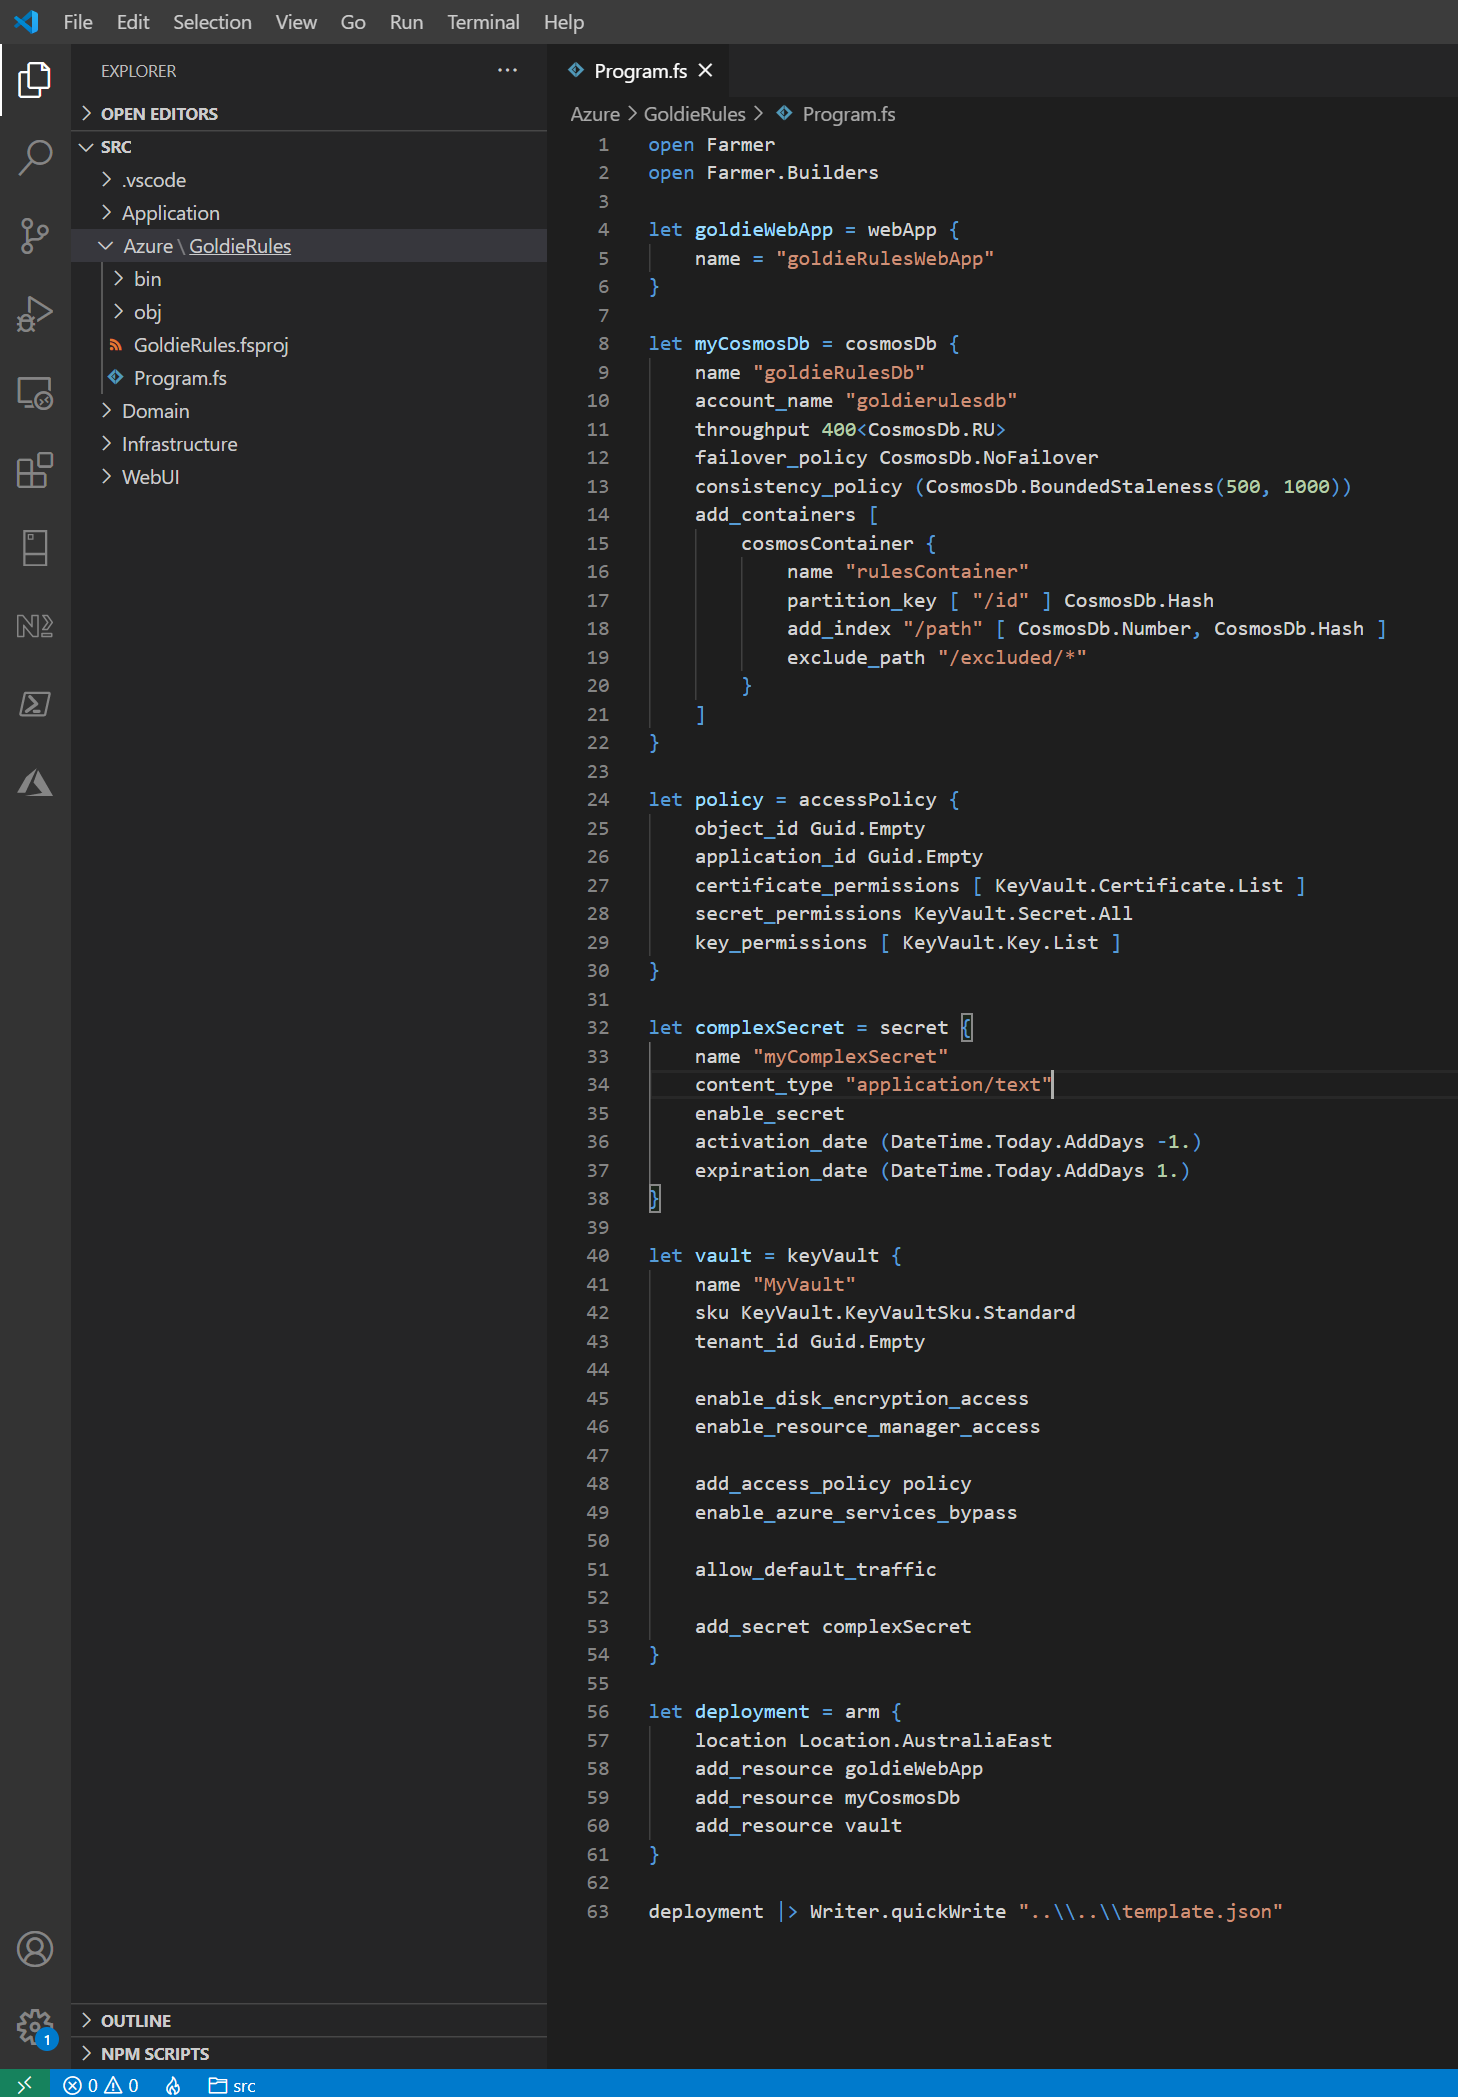 File Edit Selection View Go Run Terminal Help
EXPLORER ···
OPEN EDITORS
SRC
.vscode
Application
Azure \ GoldieRules
bin
obj
GoldieRules.fsproj
Program.fs
Domain
Infrastructure
WebUI
OUTLINE
NPM SCRIPTS
Program.fs
Azure > GoldieRules > Program.fs
1 open Farmer
2 open Farmer.Builders
3
4 let goldieWebApp = webApp {
5     name = "goldieRulesWebApp"
6 }
7
8 let myCosmosDb = cosmosDb {
9     name "goldieRulesDb"
10     account_name "goldierulesdb"
11     throughput 400<CosmosDb.RU>
12     failover_policy CosmosDb.NoFailover
13     consistency_policy (CosmosDb.BoundedStaleness(500, 1000))
14     add_containers [
15         cosmosContainer {
16             name "rulesContainer"
17             partition_key [ "/id" ] CosmosDb.Hash
18             add_index "/path" [ CosmosDb.Number, CosmosDb.Hash ]
19             exclude_path "/excluded/*"
20         }
21     ]
22 }
23
24 let policy = accessPolicy {
25     object_id Guid.Empty
26     application_id Guid.Empty
27     certificate_permissions [ KeyVault.Certificate.List ]
28     secret_permissions KeyVault.Secret.All
29     key_permissions [ KeyVault.Key.List ]
30 }
31
32 let complexSecret = secret {
33     name "myComplexSecret"
34     content_type "application/text"
35     enable_secret
36     activation_date (DateTime.Today.AddDays -1.)
37     expiration_date (DateTime.Today.AddDays 1.)
38 }
39
40 let vault = keyVault {
41     name "MyVault"
42     sku KeyVault.KeyVaultSku.Standard
43     tenant_id Guid.Empty
44
45     enable_disk_encryption_access
46     enable_resource_manager_access
47
48     add_access_policy policy
49     enable_azure_services_bypass
50
51     allow_default_traffic
52
53     add_secret complexSecret
54 }
55
56 let deployment = arm {
57     location Location.AustraliaEast
58     add_resource goldieWebApp
59     add_resource myCosmosDb
60     add_resource vault
61 }
62
63 deployment |> Writer.quickWrite "..\\..\\template.json"
1
0 0 src